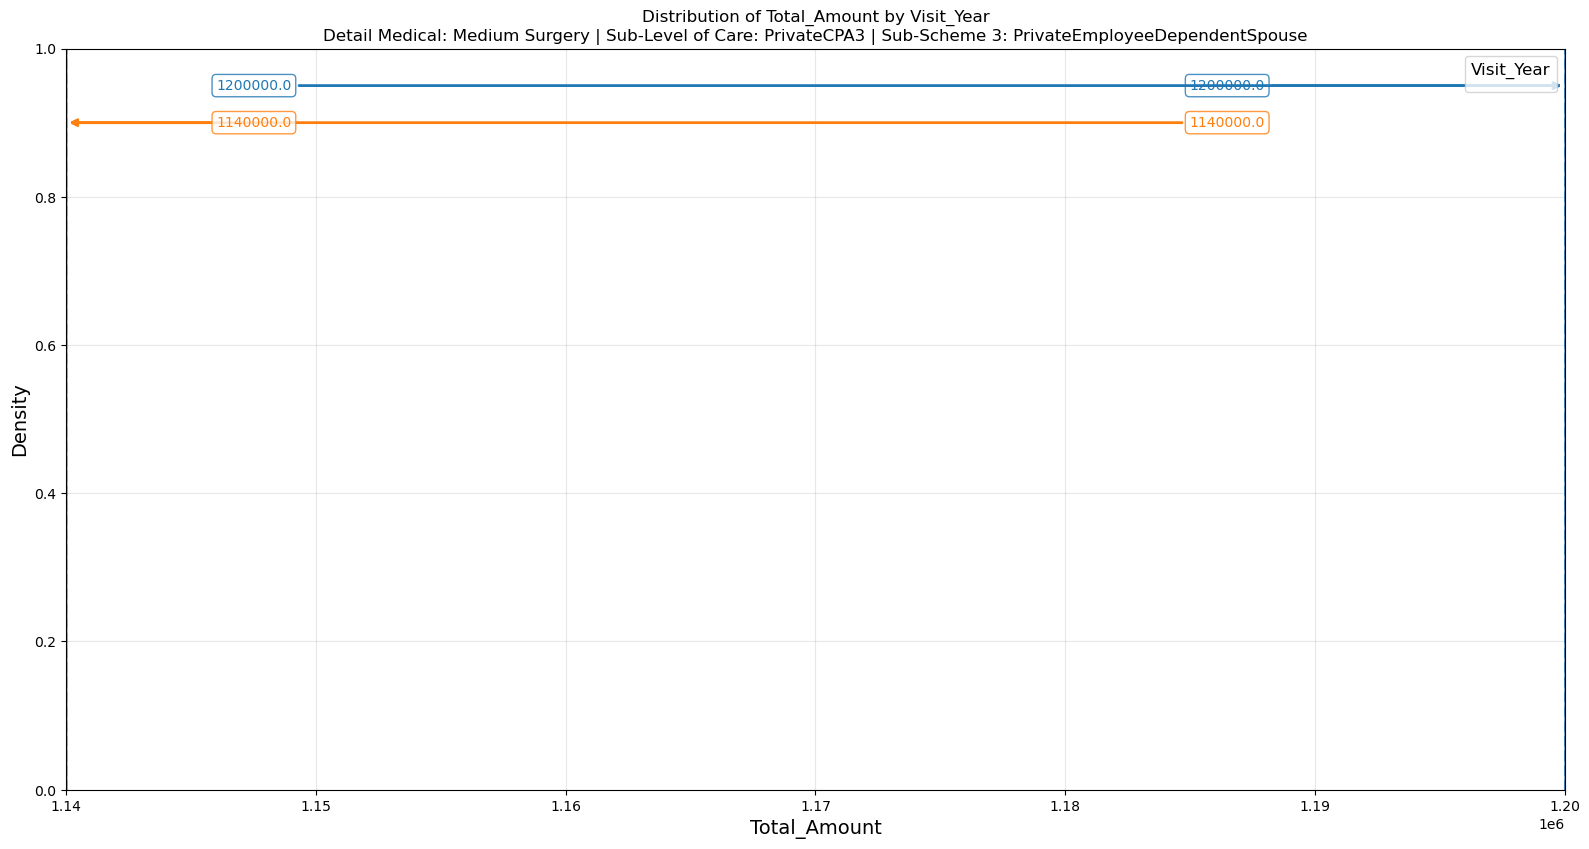 Distribution of Total_Amount by Visit_Year
Detail Medical: Medium Surgery | Sub-Level of Care: PrivateCPA3 | Sub-Scheme 3: PrivateEmployeeDependentSpouse
Visit_Year
1200000.0 1200000.0
1140000.0 1140000.0
1.0
0.8
0.6
0.4
0.2
0.0
Density
1.14 1.15 1.16 1.17 1.18 1.19 1.20
1e6
Total_Amount